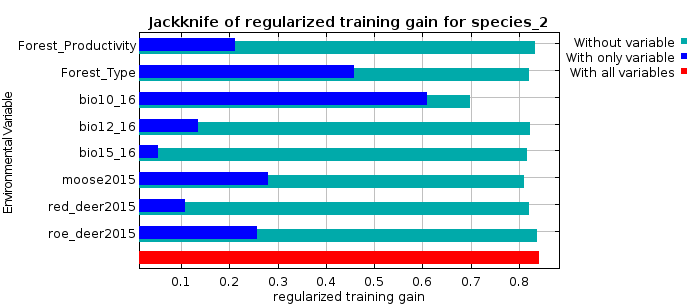 Jackknife of regularized training gain for species_2
Without variable
With only variable
With all variables
Environmental Variable
Forest_Productivity
Forest_Type
bio10_16
bio12_16
bio15_16
moose2015
red_deer2015
roe_deer2015
0.1 0.2 0.3 0.4 0.5 0.6 0.7 0.8
regularized training gain